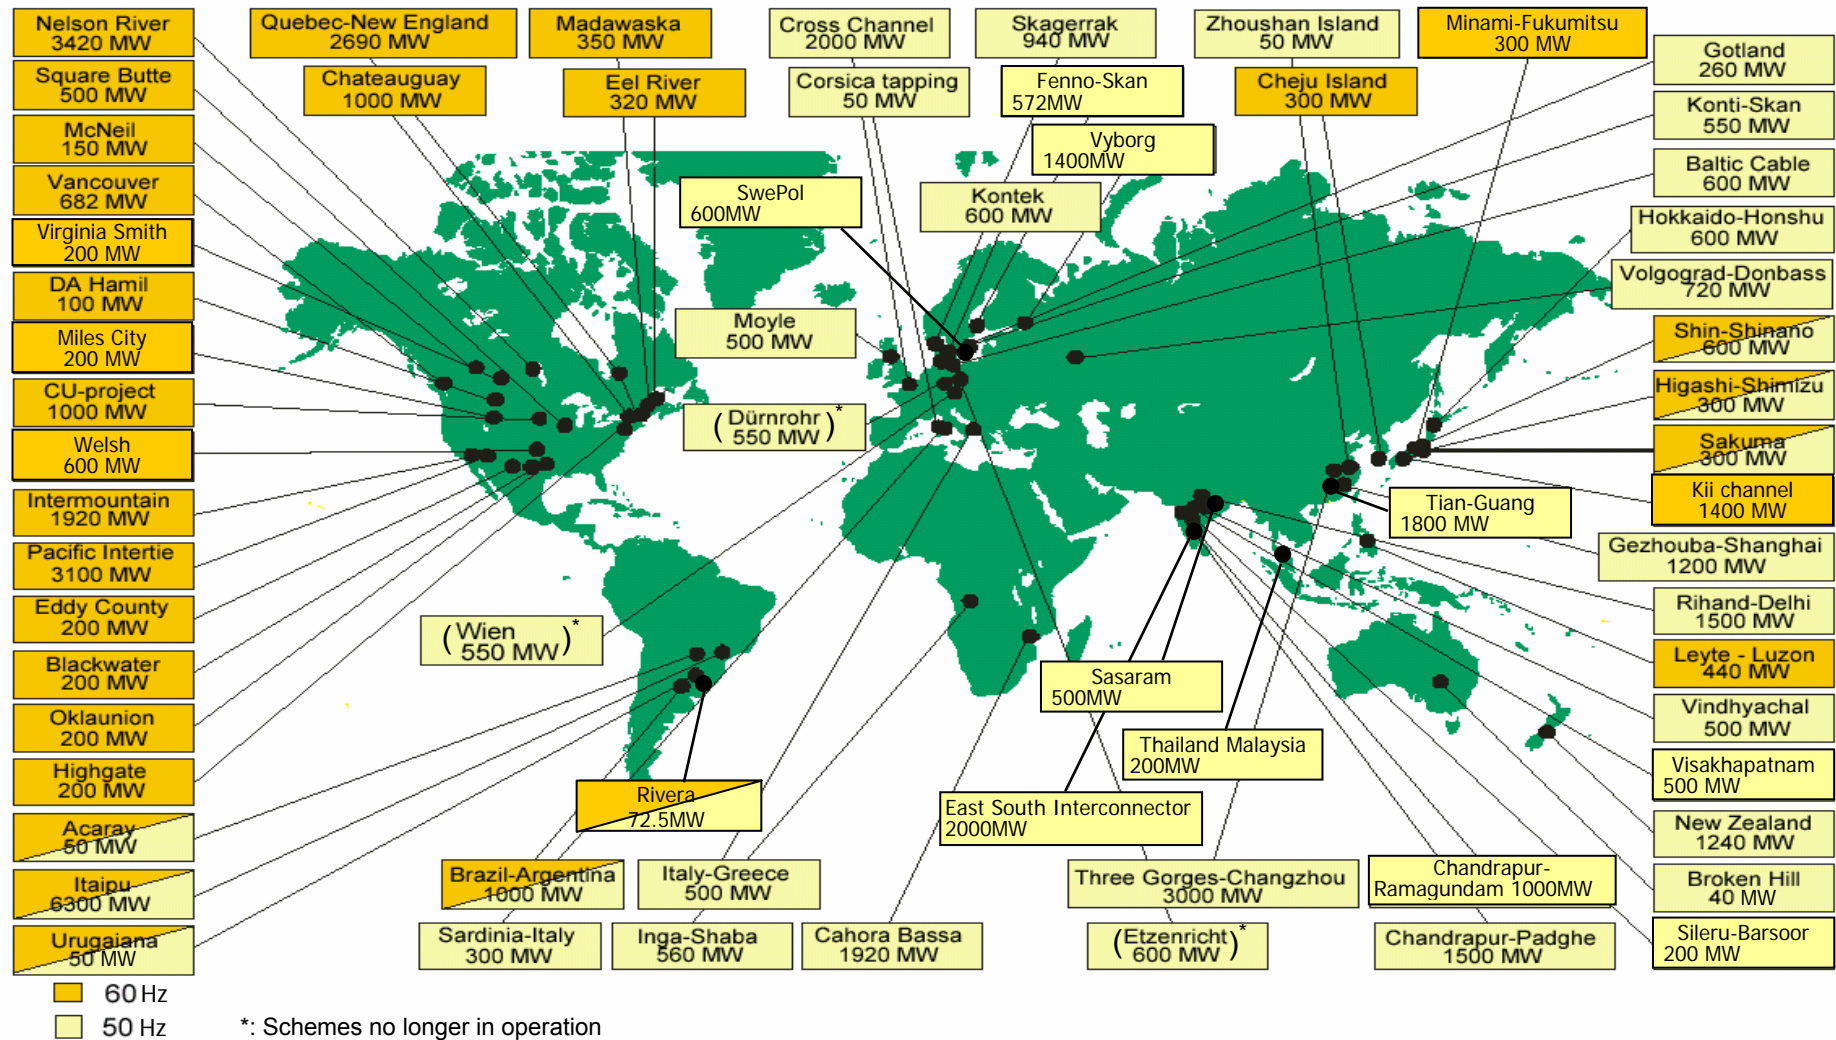 Nelson River
3420 MW
Square Butte
500 MW
McNeil
150 MW
Vancouver
682 MW
Virginia Smith
200 MW
DA Hamil
100 MW
Miles City
200 MW
CU-project
1000 MW
Welsh
600 MW
Intermountain
1920 MW
Pacific Intertie
3100 MW
Eddy County
200 MW
Blackwater
200 MW
Oklaunion
200 MW
Highgate
200 MW
Acaray
50 MW
Itaipu
6300 MW
Urugaiana
50 MW
Quebec-New England
2690 MW
Chateauguay
1000 MW
Madawaska
350 MW
Eel River
320 MW
Cross Channel
2000 MW
Corsica tapping
50 MW
Skagerrak
940 MW
Fenno-Skan
572MW
Vyborg
1400MW
Kontek
600 MW
SwePol
600MW
Moyle
500 MW
(Dürnrohr)*
550 MW
(Wien)*
550 MW
Zhoushan Island
50 MW
Cheju Island
300 MW
Minami-Fukumitsu
300 MW
Gotland
260 MW
Konti-Skan
550 MW
Baltic Cable
600 MW
Hokkaido-Honshu
600 MW
Volgograd-Donbass
720 MW
Shin-Shinano
600 MW
Higashi-Shimizu
300 MW
Sakuma
300 MW
Kii channel
1400 MW
Tian-Guang
1800 MW
Gezhouba-Shanghai
1200 MW
Rihand-Delhi
1500 MW
Leyte - Luzon
440 MW
Vindhyachal
500 MW
Visakhapatnam
500 MW
New Zealand
1240 MW
Broken Hill
40 MW
Sileru-Barsoor
200 MW
Sasaram
500MW
Thailand Malaysia
200MW
East South Interconnector
2000MW
Rivera
72.5MW
Brazil-Argentina
1000 MW
Italy-Greece
500 MW
Three Gorges-Changzhou
3000 MW
Chandrapur-
Ramagundam 1000MW
Sardinia-Italy
300 MW
Inga-Shaba
560 MW
Cahora Bassa
1920 MW
(Etzenricht)*
600 MW
Chandrapur-Padghe
1500 MW
60 Hz
50 Hz
*: Schemes no longer in operation